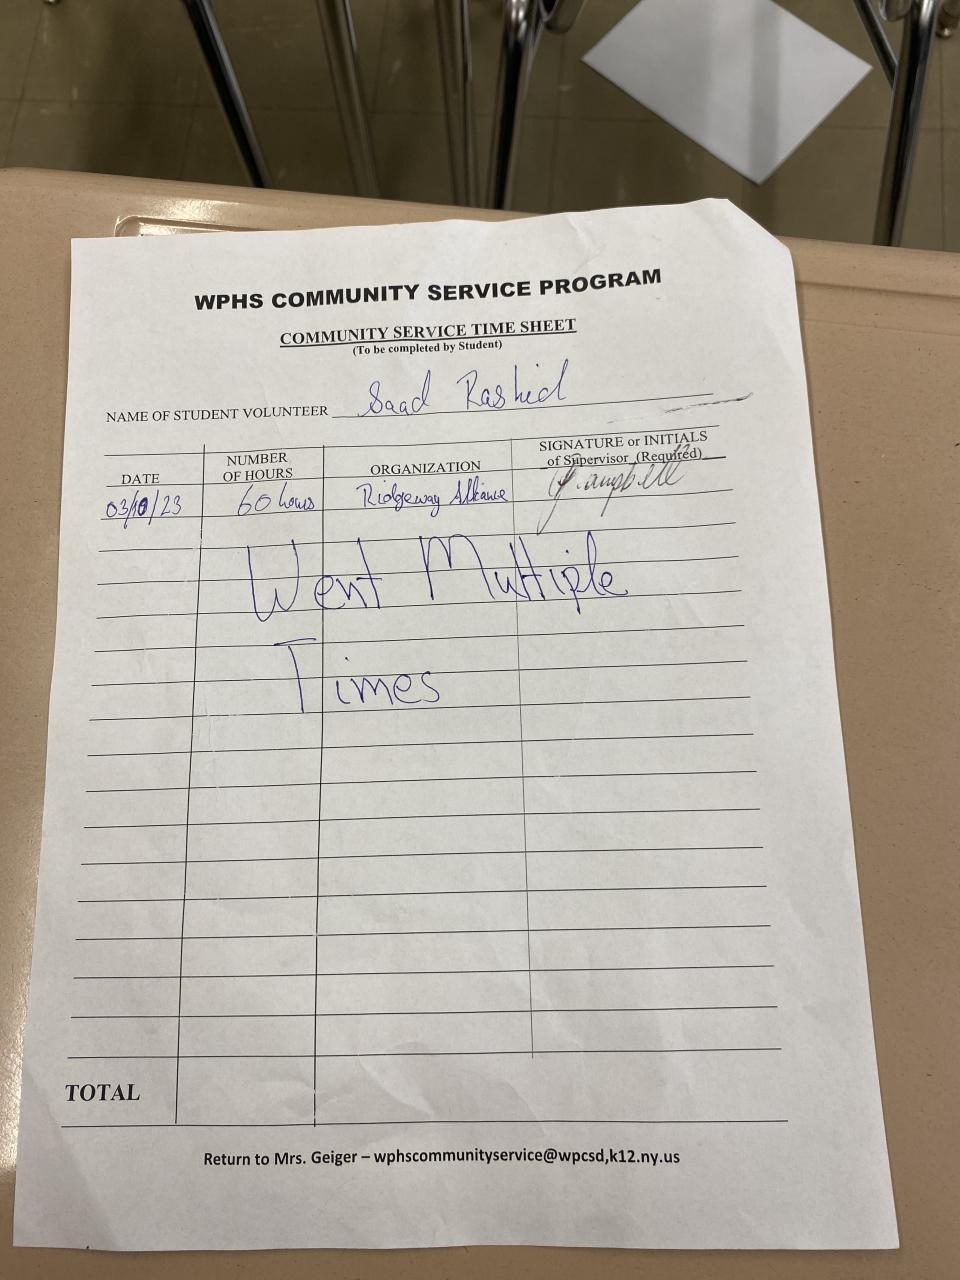 WPHS COMMUNITY SERVICE PROGRAM
COMMUNITY SERVICE TIME SHEET
(To be completed by Student)
NAME OF STUDENT VOLUNTEER Saad Rashid
DATE NUMBER OF HOURS ORGANIZATION SIGNATURE or INITIALS of Supervisor (Required)
03/10/23 60 hours Ridgeway Alliance J. Campbell
Went Multiple
Times
TOTAL
Return to Mrs. Geiger – wphscommunityservice@wpcsd,k12.ny.us